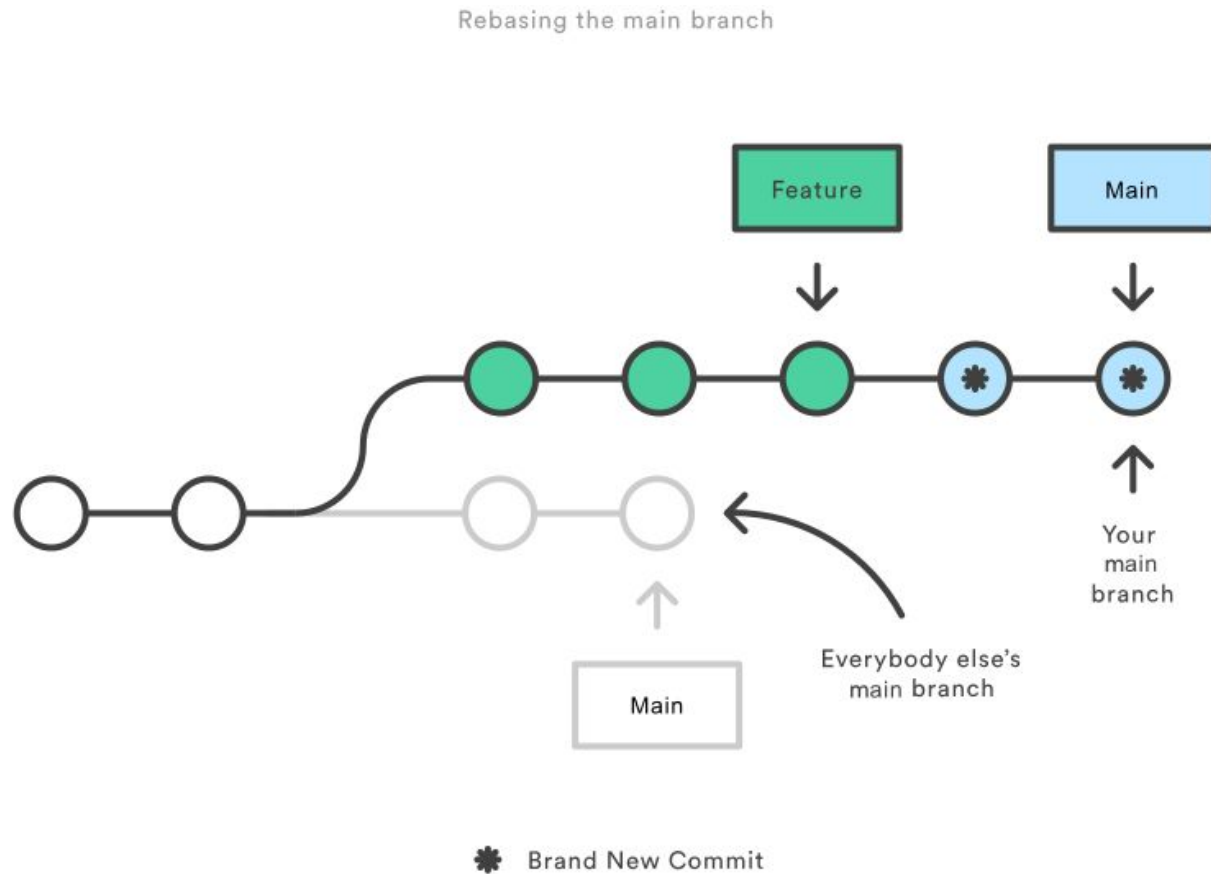 Rebasing the main branch
Feature
Main
Your
main
branch
Everybody else’s
main branch
Main
Brand New Commit